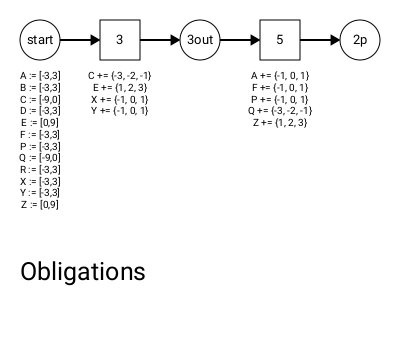 start
3
3out
5
2p
A := [-3,3]
B := [-3,3]
C := [-9,0]
D := [-3,3]
E := [0,9]
F := [-3,3]
P := [-3,3]
Q := [-9,0]
R := [-3,3]
X := [-3,3]
Y := [-3,3]
Z := [0,9]
C += {-3, -2, -1}
E += {1, 2, 3}
X += {-1, 0, 1}
Y += {-1, 0, 1}
A += {-1, 0, 1}
F += {-1, 0, 1}
P += {-1, 0, 1}
Q += {-3, -2, -1}
Z += {1, 2, 3}
Obligations